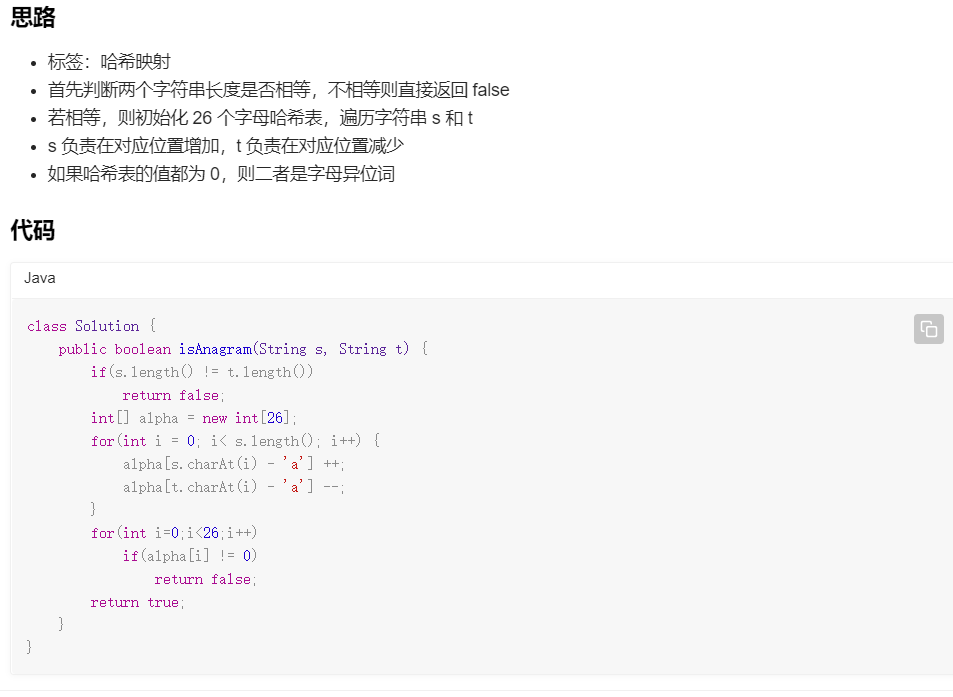 思路
标签：哈希映射
首先判断两个字符串长度是否相等，不相等则直接返回 false
若相等，则初始化 26 个字母哈希表，遍历字符串 s 和 t
s 负责在对应位置增加，t 负责在对应位置减少
如果哈希表的值都为 0，则二者是字母异位词
代码
Java
class Solution {
    public boolean isAnagram(String s, String t) {
        if(s.length() != t.length())
            return false;
        int[] alpha = new int[26];
        for(int i = 0; i< s.length(); i++) {
            alpha[s.charAt(i) - 'a'] ++;
            alpha[t.charAt(i) - 'a'] --;
        }
        for(int i=0;i<26;i++)
            if(alpha[i] != 0)
                return false;
        return true;
    }
}